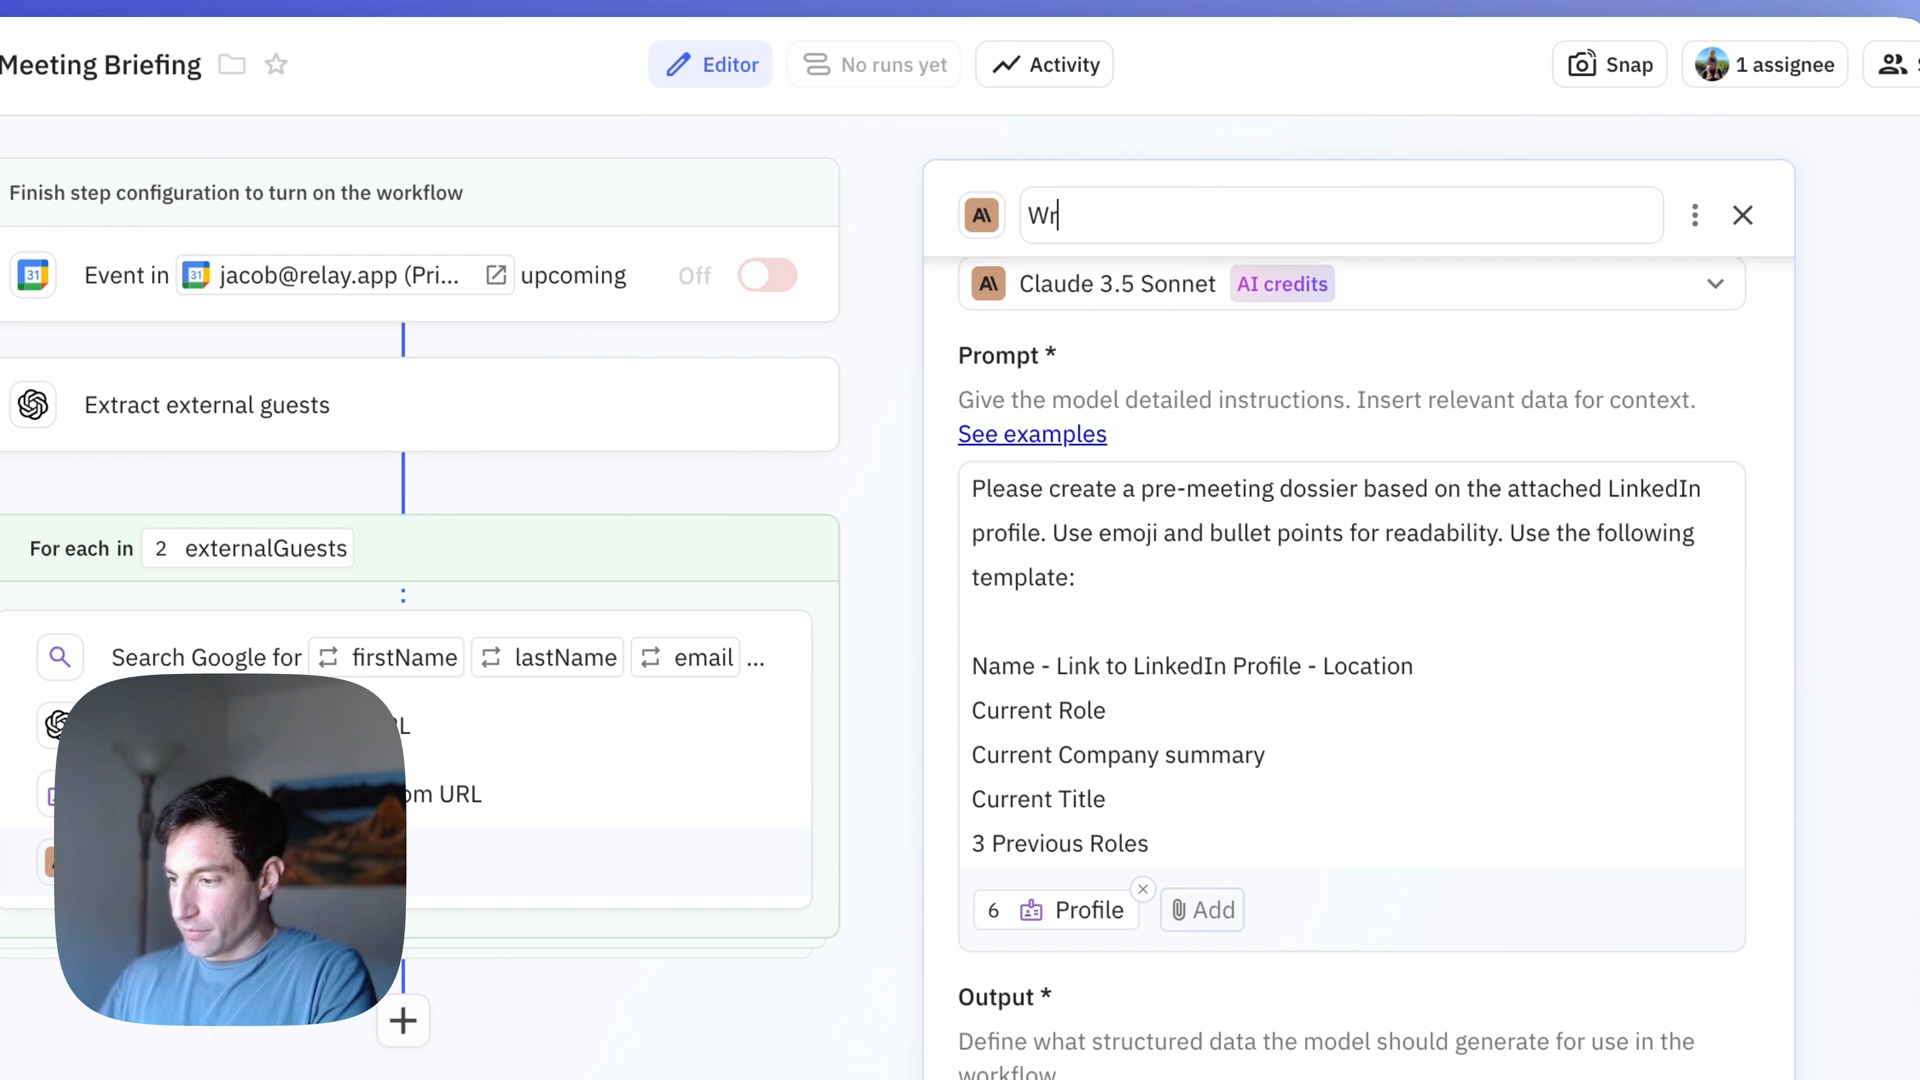 Meeting Briefing
Editor
No runs yet
Activity
Snap
1 assignee
Finish step configuration to turn on the workflow
Event in 31 jacob@relay.app (Pri... upcoming
Off
31
Extract external guests
For each in 2 externalGuests
Search Google for firstName lastName email ...
L
om URL
Wr
Claude 3.5 Sonnet AI credits
Prompt *
Give the model detailed instructions. Insert relevant data for context.
See examples
Please create a pre-meeting dossier based on the attached LinkedIn
profile. Use emoji and bullet points for readability. Use the following
template:
Name - Link to LinkedIn Profile - Location
Current Role
Current Company summary
Current Title
3 Previous Roles
6 Profile
Add
Output *
Define what structured data the model should generate for use in the
workflow